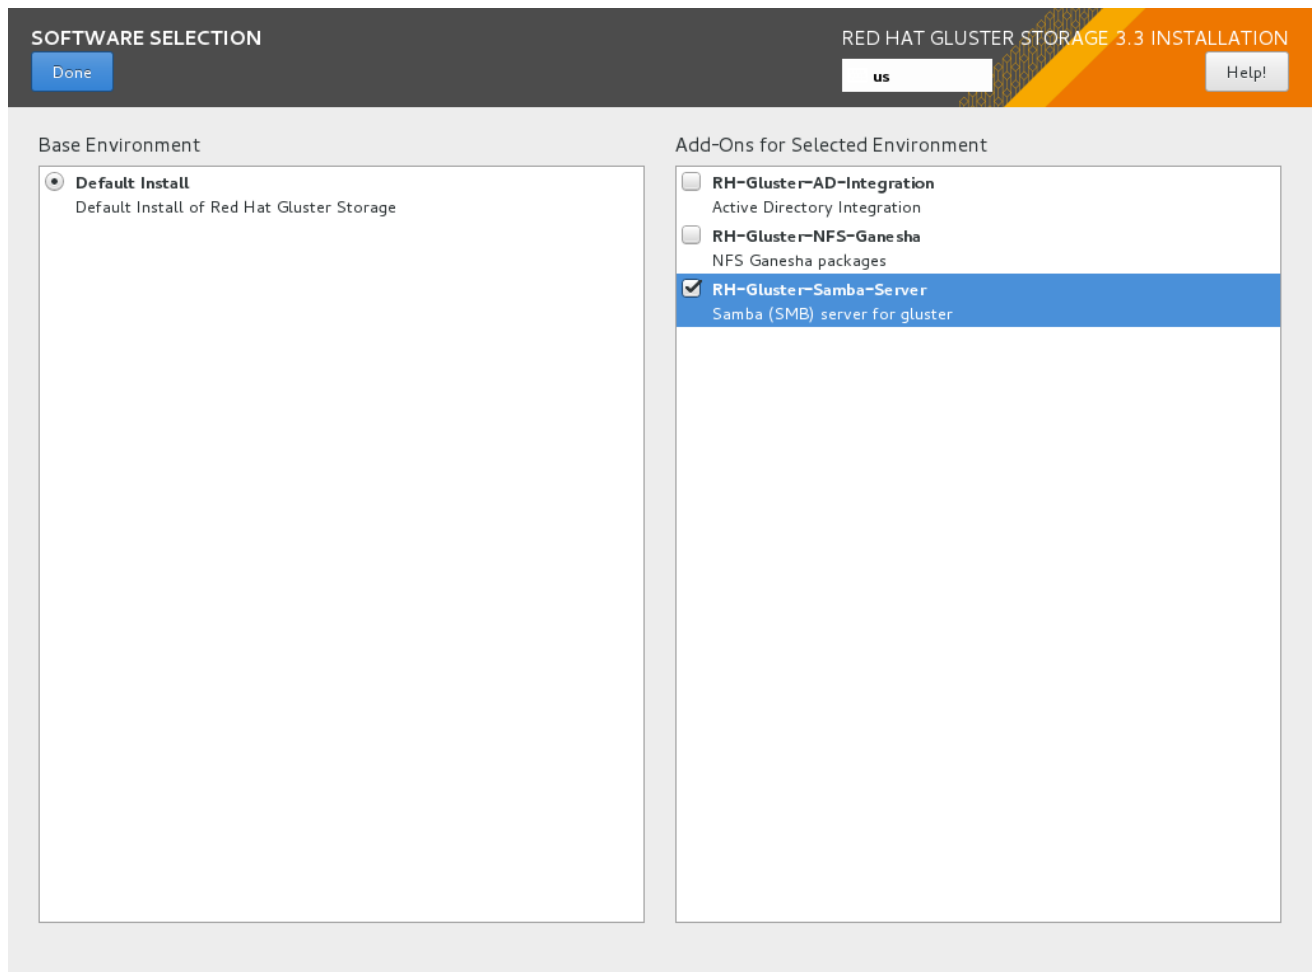 SOFTWARE SELECTION
RED HAT GLUSTER STORAGE 3.3 INSTALLATION
Done
us
Help!
Base Environment
Default Install
Default Install of Red Hat Gluster Storage
Add-Ons for Selected Environment
RH-Gluster-AD-Integration
Active Directory Integration
RH-Gluster-NFS-Ganesha
NFS Ganesha packages
RH-Gluster-Samba-Server
Samba (SMB) server for gluster